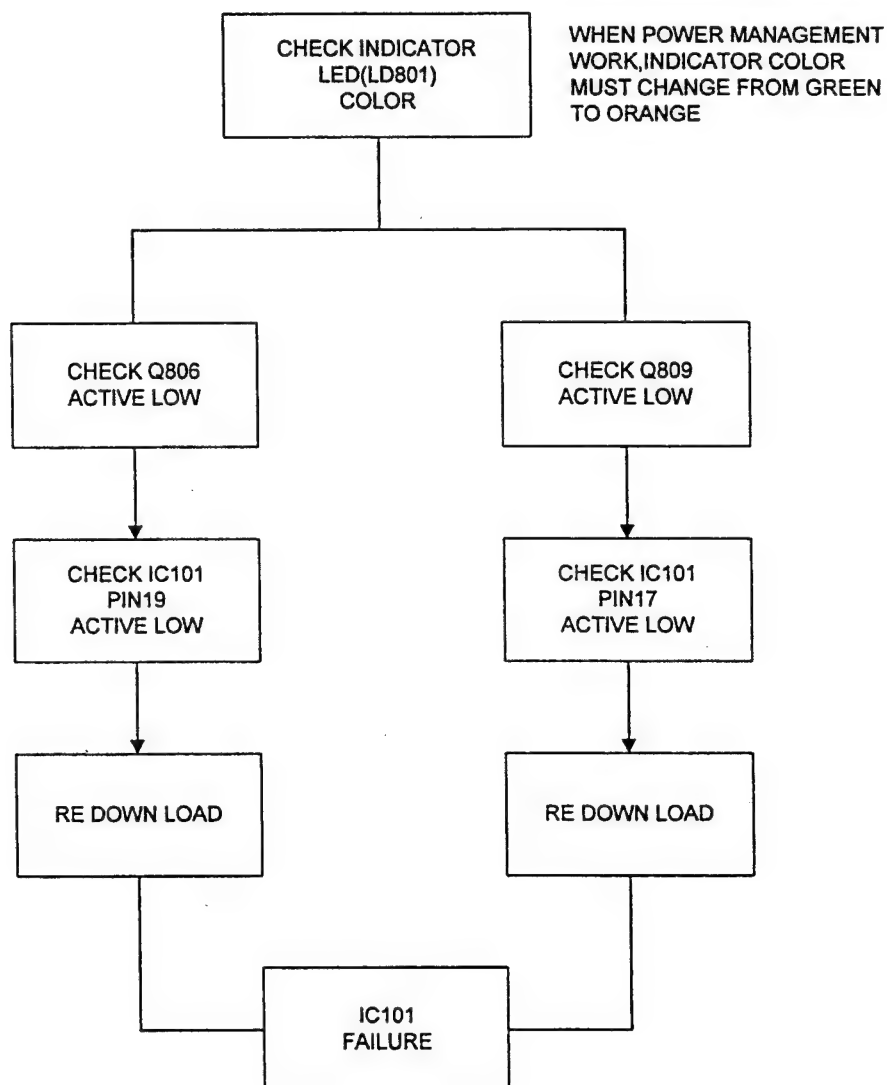 CHECK INDICATOR
LED(LD801)
COLOR
WHEN POWER MANAGEMENT
WORK,INDICATOR COLOR
MUST CHANGE FROM GREEN
TO ORANGE
CHECK Q806
ACTIVE LOW
CHECK Q809
ACTIVE LOW
CHECK IC101
PIN19
ACTIVE LOW
CHECK IC101
PIN17
ACTIVE LOW
RE DOWN LOAD
RE DOWN LOAD
IC101
FAILURE